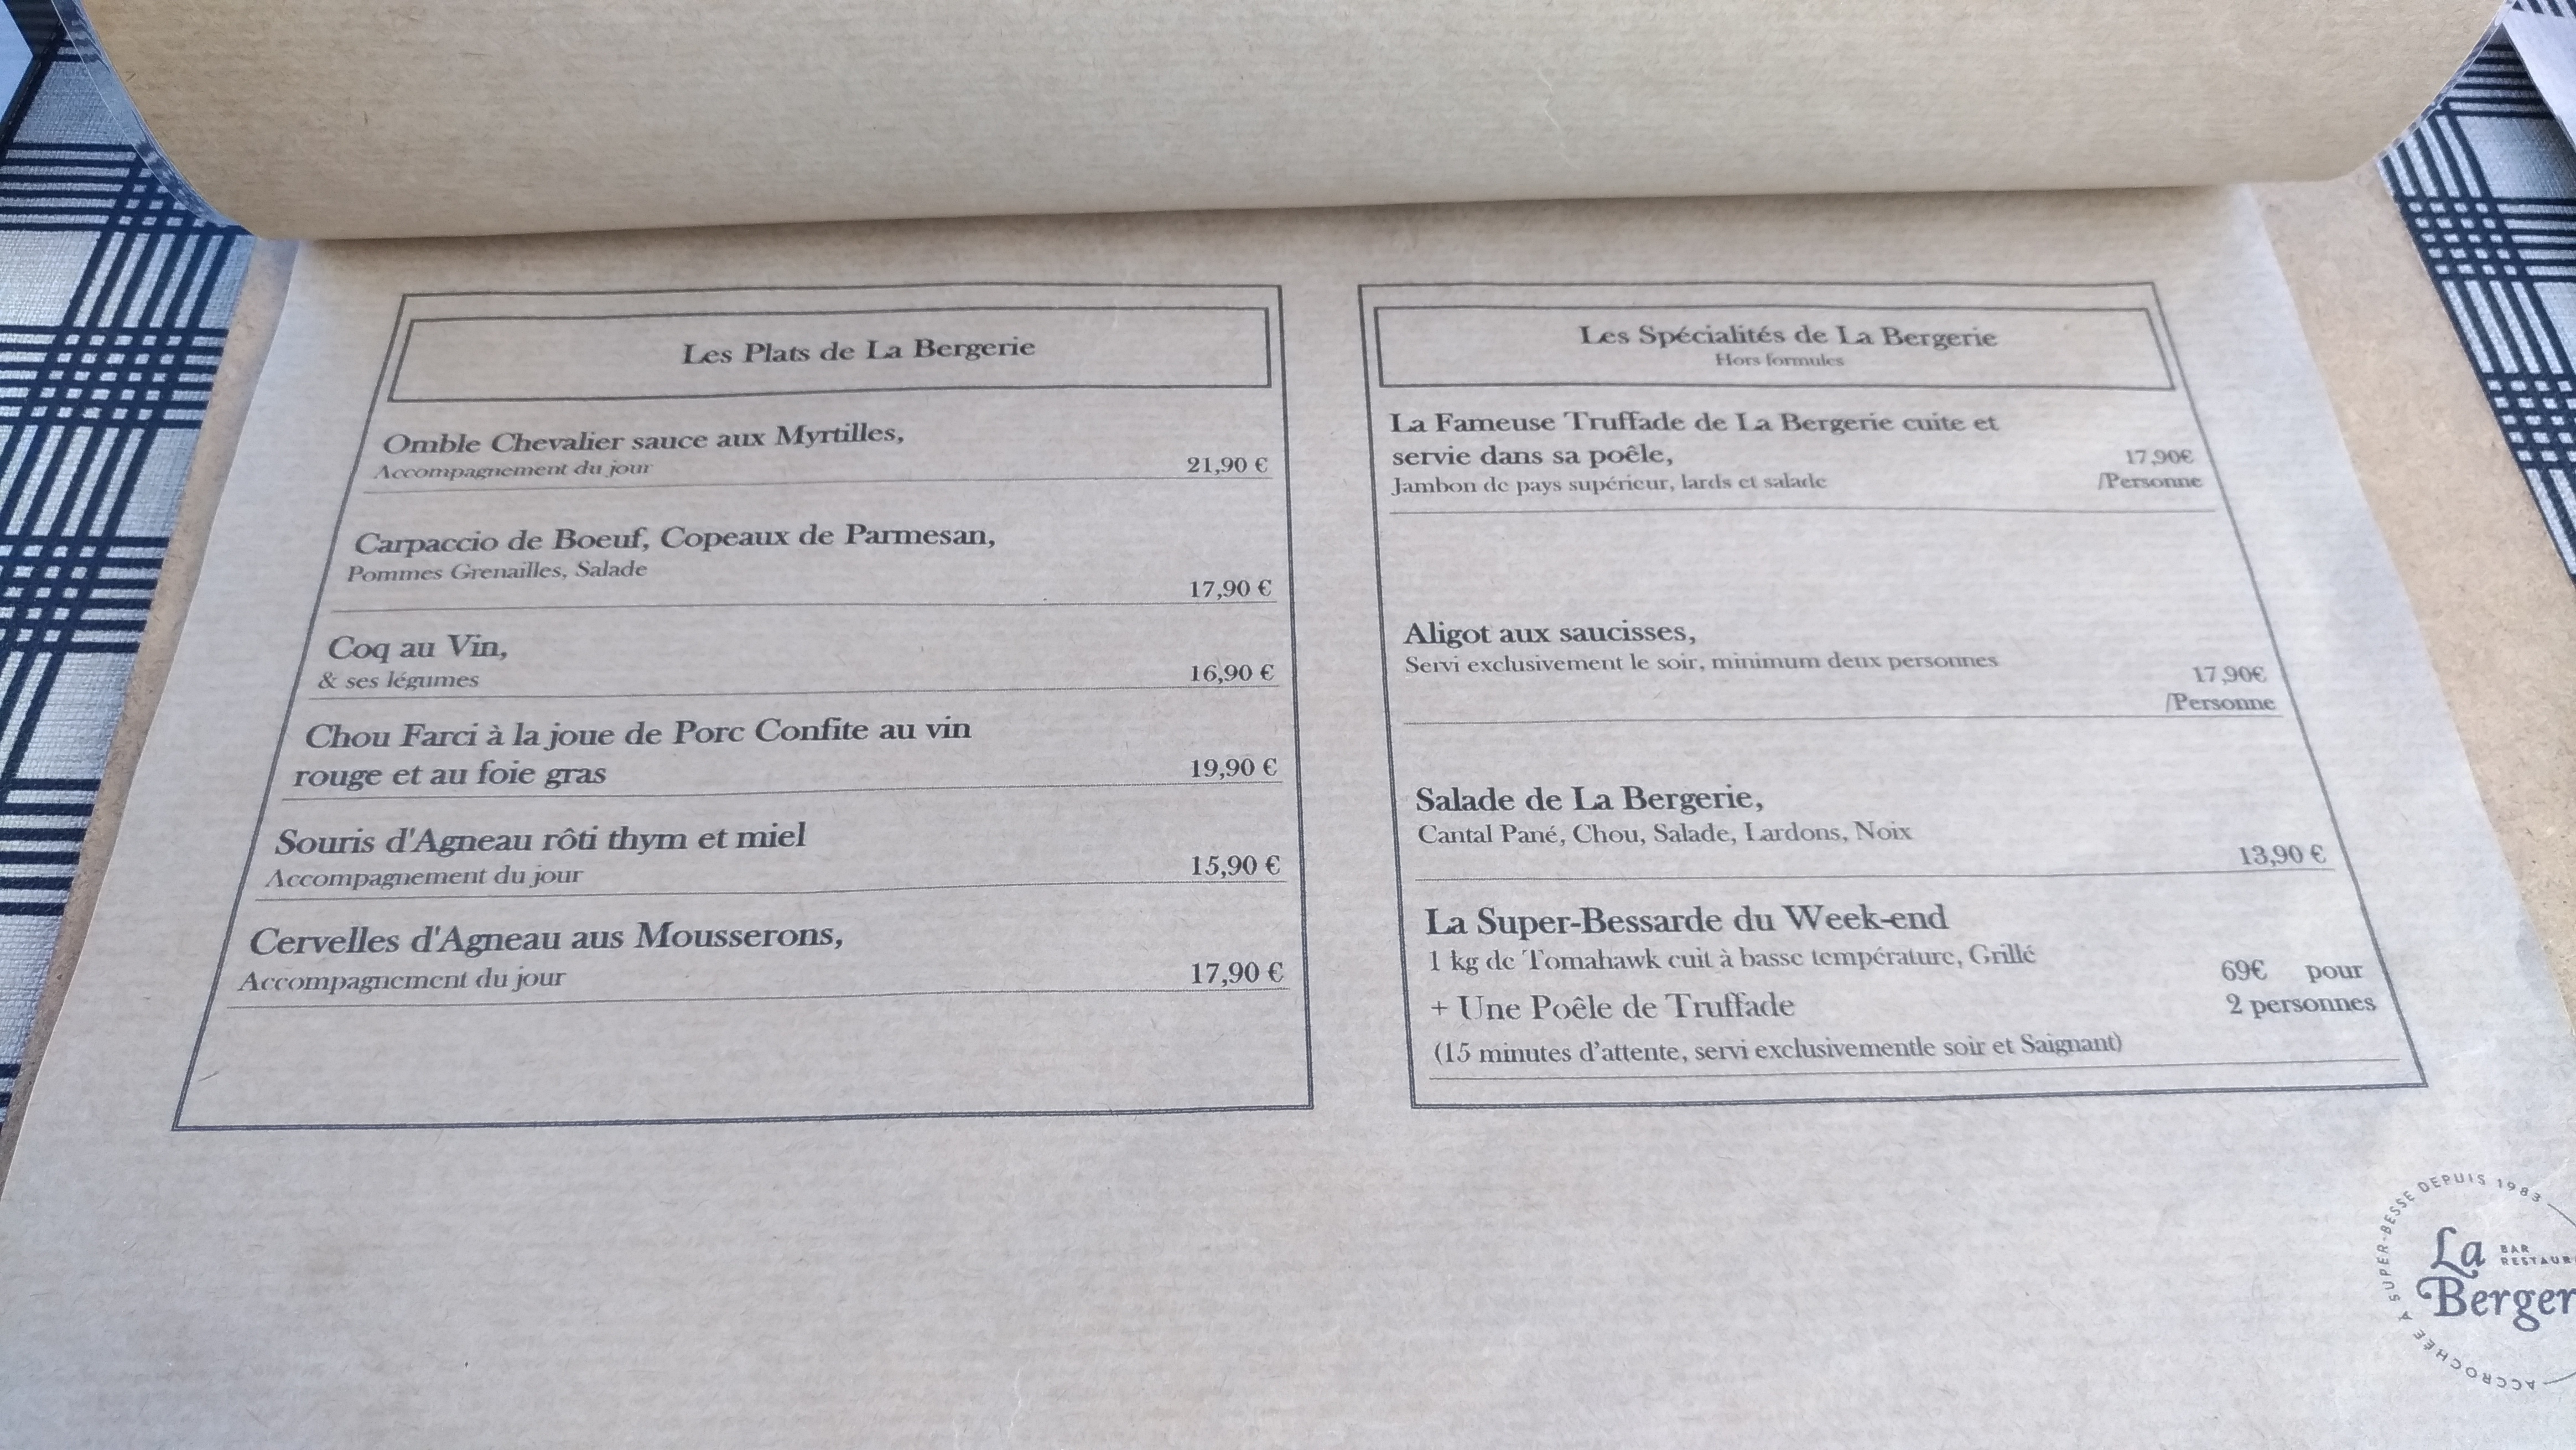 Les Plats de La Bergerie
Omble Chevalier sauce aux Myrtilles,
Accompagnement du jour
21,90 €
Carpaccio de Boeuf, Copeaux de Parmesan,
Pommes Grenailles, Salade
17,90 €
Coq au Vin,
& ses légumes
16,90 €
Chou Farci à la joue de Porc Confite au vin
rouge et au foie gras
19,90 €
Souris d'Agneau rôti thym et miel
Accompagnement du jour
15,90 €
Cervelles d'Agneau aus Mousserons,
Accompagnement du jour
17,90 €
Les Spécialités de La Bergerie
Hors formules
La Fameuse Truffade de La Bergerie cuite et
servie dans sa poêle,
17,90€
Jambon de pays supérieur, lards et salade
/Personne
Aligot aux saucisses,
Servi exclusivement le soir, minimum deux personnes
17,90€
/Personne
Salade de La Bergerie,
Cantal Pané, Chou, Salade, Lardons, Noix
13,90 €
La Super-Bessarde du Week-end
1 kg de Tomahawk cuit à basse température, Grillé
69€ pour
+ Une Poêle de Truffade
2 personnes
(15 minutes d'attente, servi exclusivementle soir et Saignant)
ACCROCHÉE À SUPER-BESSE DEPUIS 1983
La
BAR
Berger